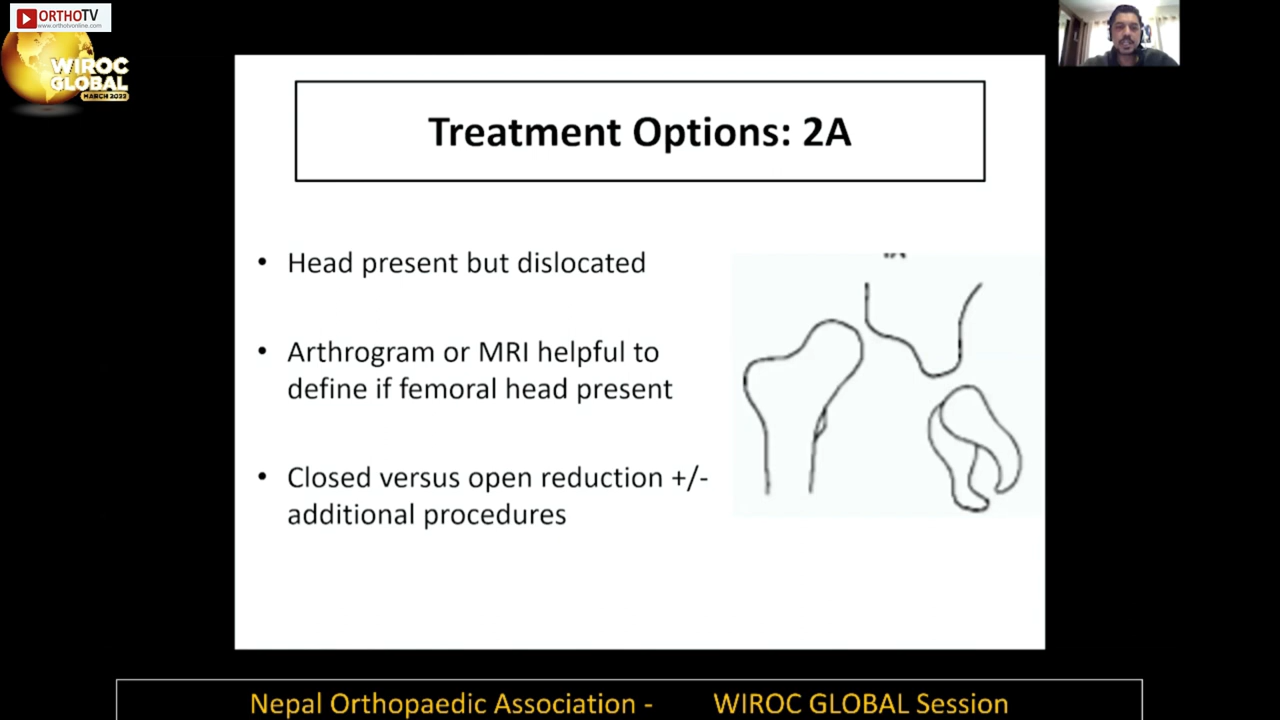 ORTHOTV
www.orthotvonline.com
WIROC
GLOBAL
MARCH 2022
Treatment Options: 2A
• Head present but dislocated
• Arthrogram or MRI helpful to
define if femoral head present
• Closed versus open reduction +/-
additional procedures
Nepal Orthopaedic Association - WIROC GLOBAL Session